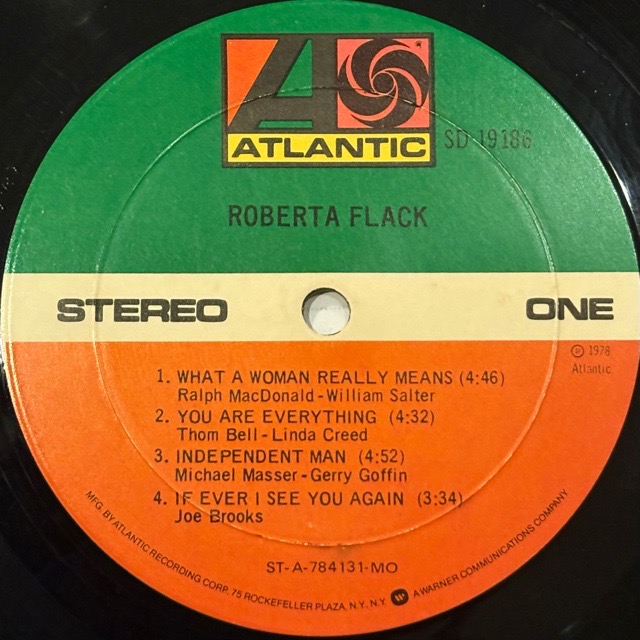 ATLANTIC
SD 19186
ROBERTA FLACK
STEREO
ONE
℗ 1978
Atlantic
1. WHAT A WOMAN REALLY MEANS (4:46)
Ralph MacDonald-William Salter
2. YOU ARE EVERYTHING (4:32)
Thom Bell-Linda Creed
3. INDEPENDENT MAN (4:52)
Michael Masser-Gerry Goffin
4. IF EVER I SEE YOU AGAIN (3:34)
Joe Brooks
ST-A-784131-MO
MFG. BY ATLANTIC RECORDING CORP. 75 ROCKEFELLER PLAZA, N.Y. N.Y. A WARNER COMMUNICATIONS COMPANY